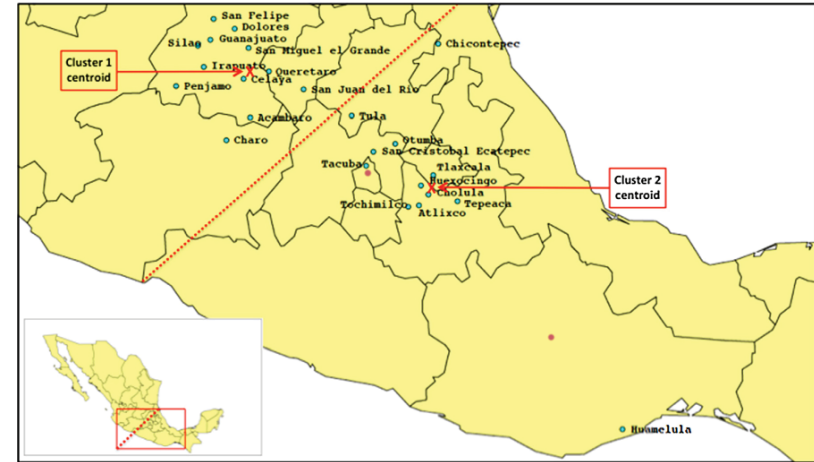 San Felipe
Dolores
Guanajuato
Silao
San Miguel el Grande
Chicontepec
Cluster 1
centroid
Irapuato
X
Queretaro
Celaya
Penjamo
San Juan del Rio
Acambaro
Tula
Charo
Otumba
San Cristobal Ecatepec
Tacuba
Tlaxcala
Huexocingo
X
Cluster 2
centroid
Cholula
Tochimilco
Tepeaca
Atlixco
Huamelula